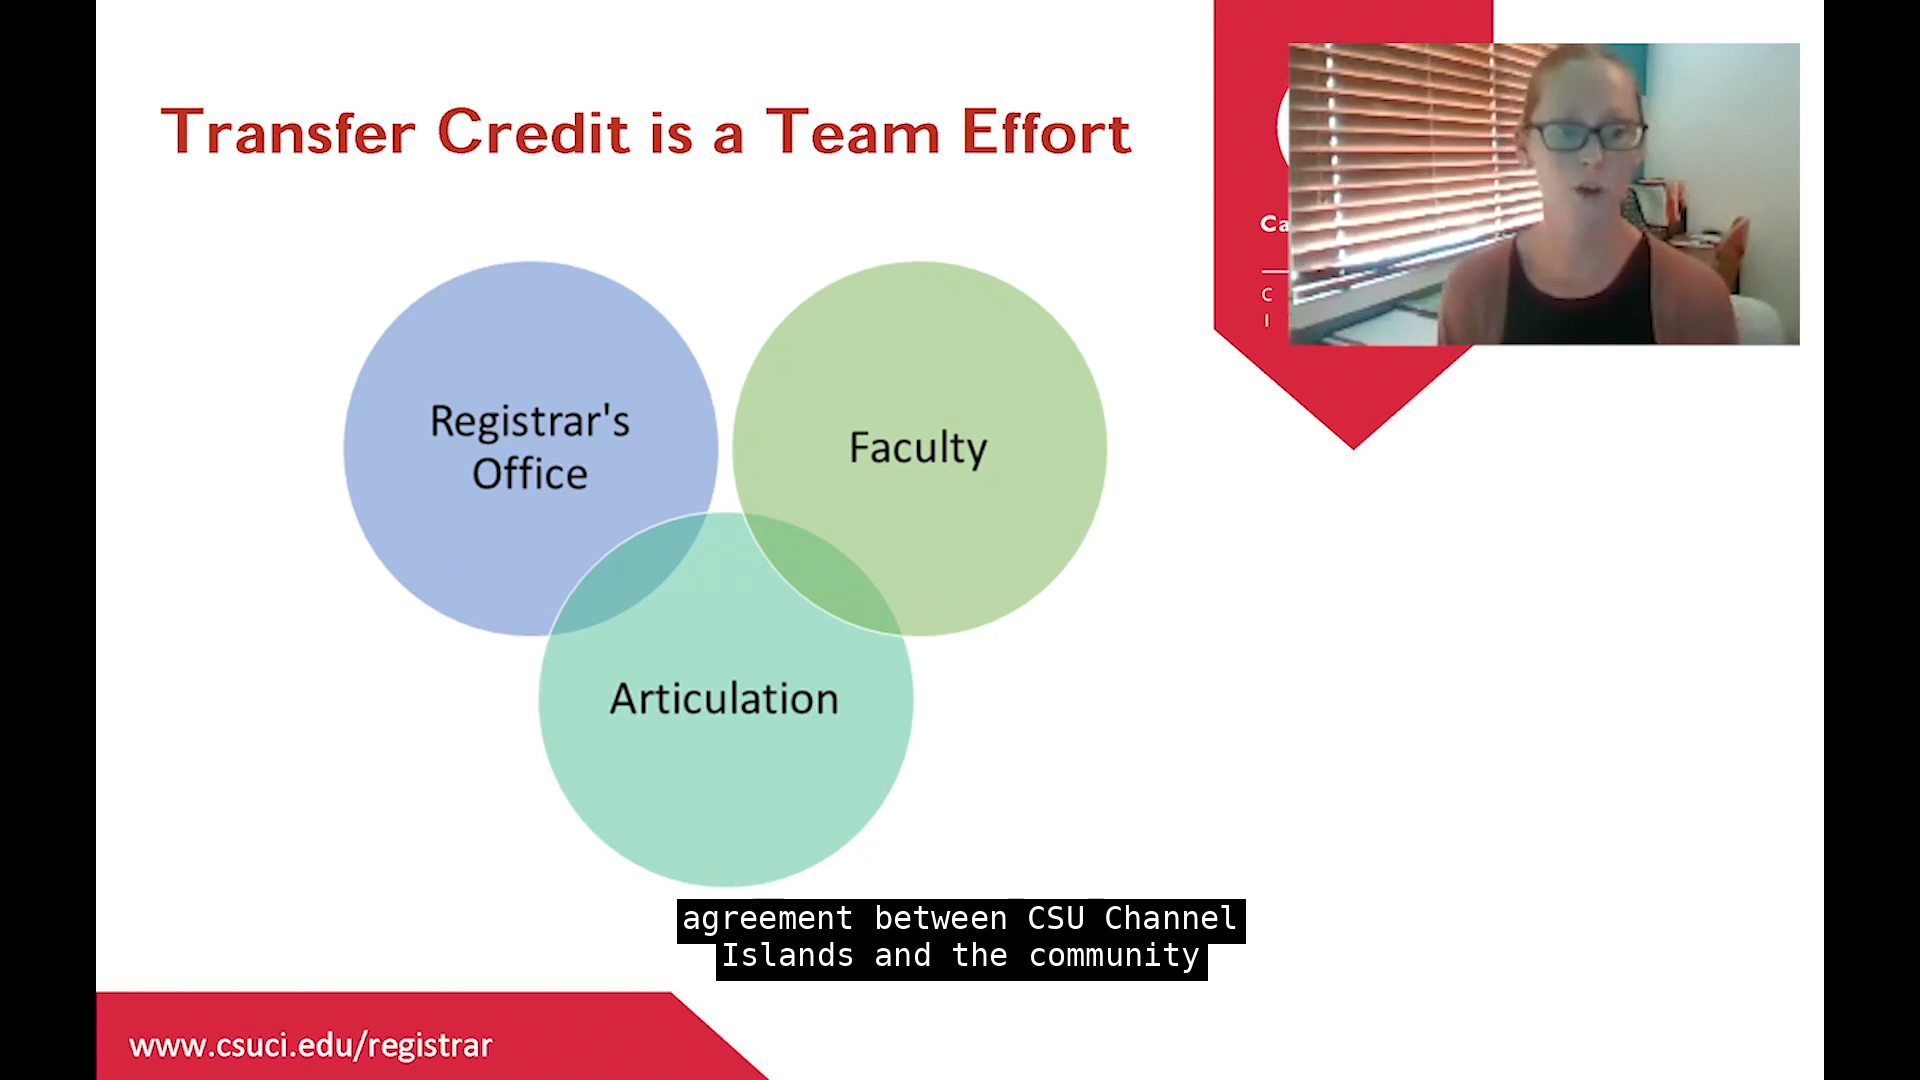 Transfer Credit is a Team Effort
Ca
C
I
Registrar's
Office
Faculty
Articulation
agreement between CSU Channel
Islands and the community
www.csuci.edu/registrar